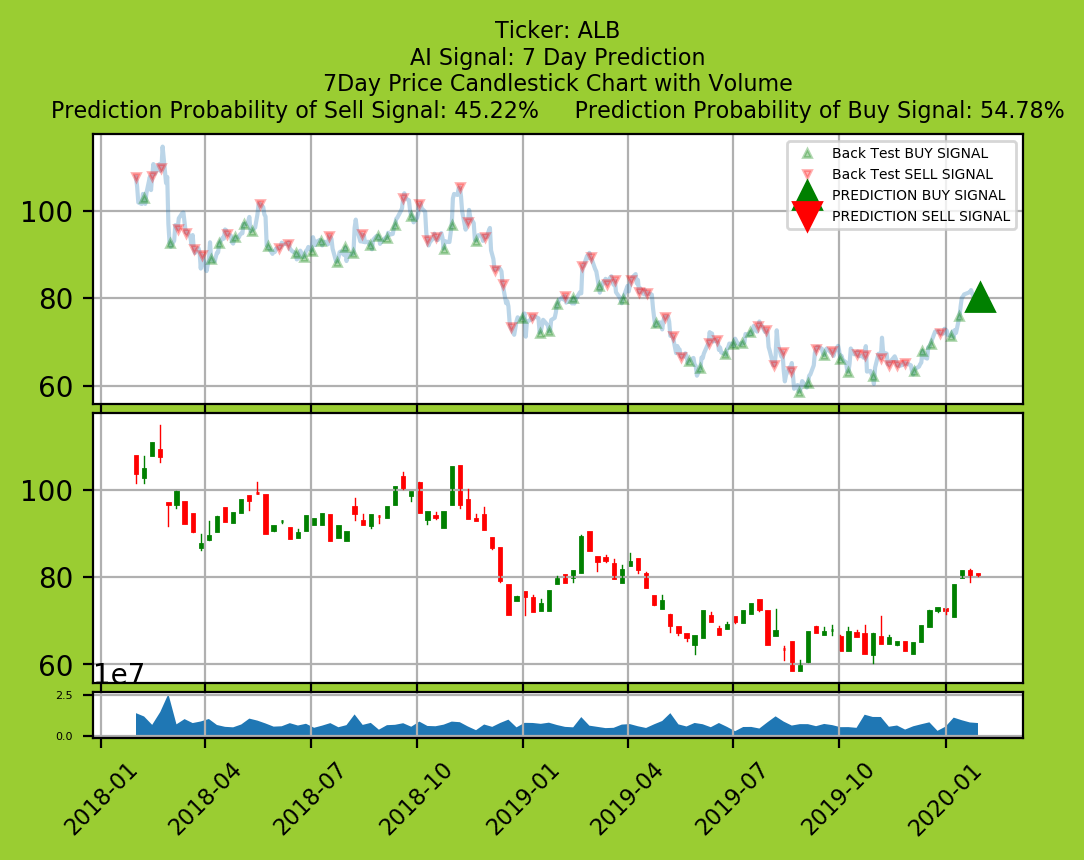 Ticker: ALB
AI Signal: 7 Day Prediction
7Day Price Candlestick Chart with Volume
Prediction Probability of Sell Signal: 45.22%     Prediction Probability of Buy Signal: 54.78%
Back Test BUY SIGNAL
Back Test SELL SIGNAL
PREDICTION BUY SIGNAL
PREDICTION SELL SIGNAL
100
80
60
100
80
60
1e7
2.5
0.0
2018-01
2018-04
2018-07
2018-10
2019-01
2019-04
2019-07
2019-10
2020-01